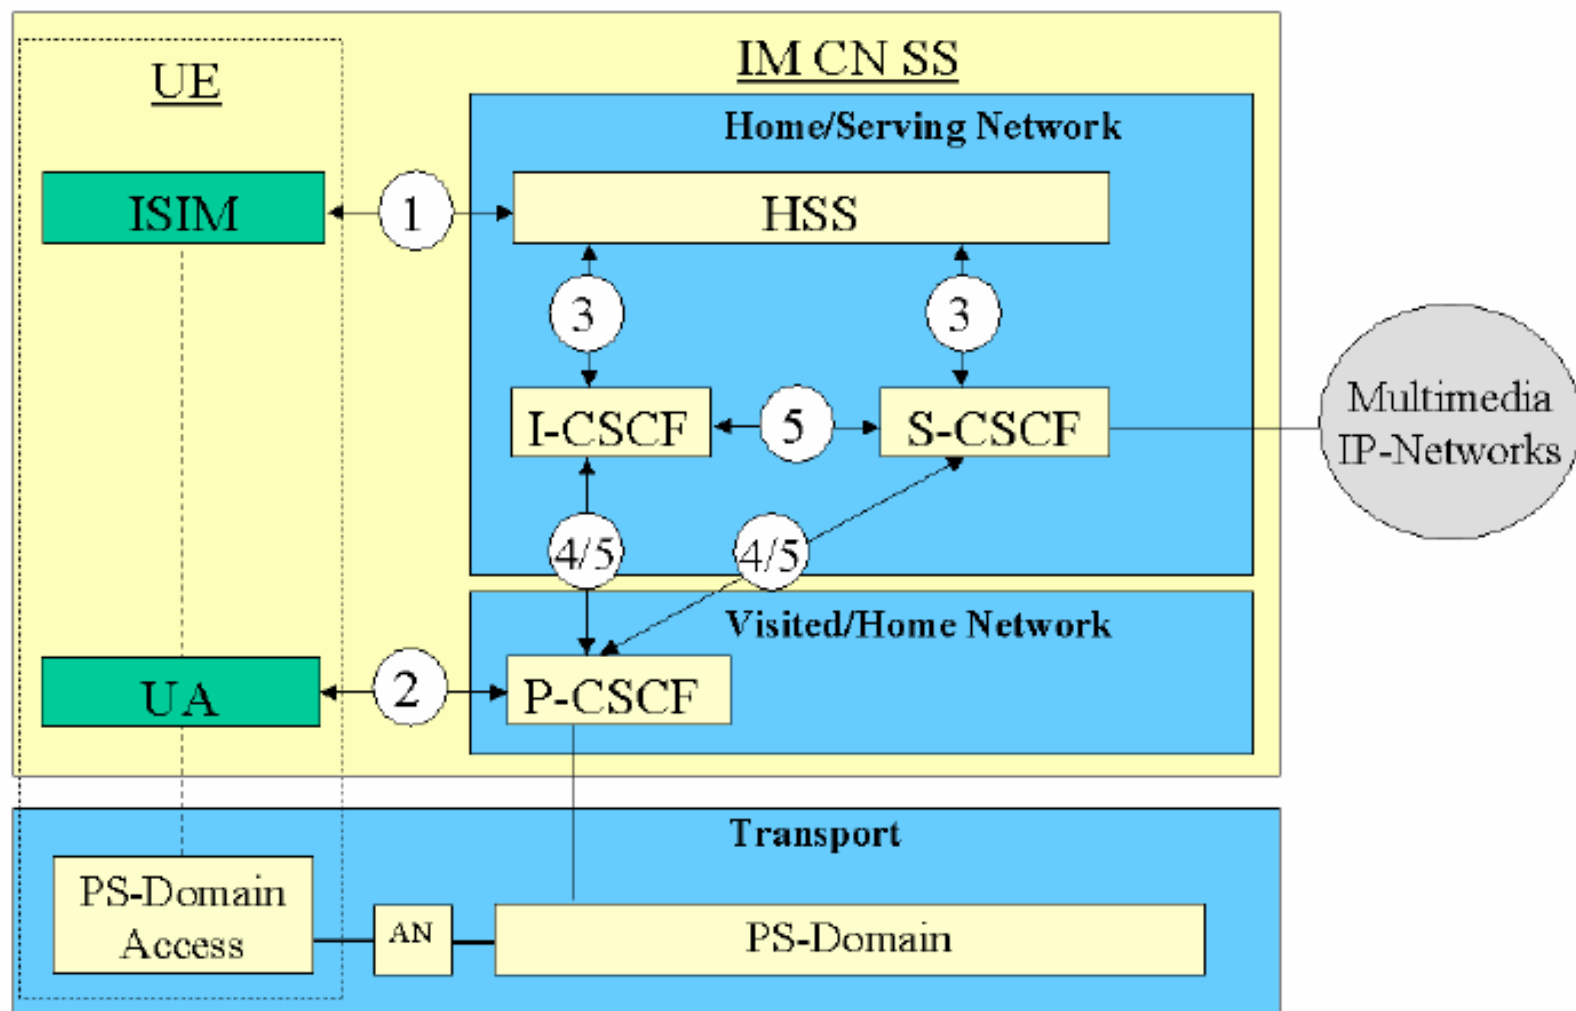 UE
IM CN SS
Home/Serving Network
ISIM
1
HSS
3
3
I-CSCF
5
S-CSCF
Multimedia
IP-Networks
4/5
4/5
Visited/Home Network
UA
2
P-CSCF
Transport
PS-Domain
Access
AN
PS-Domain